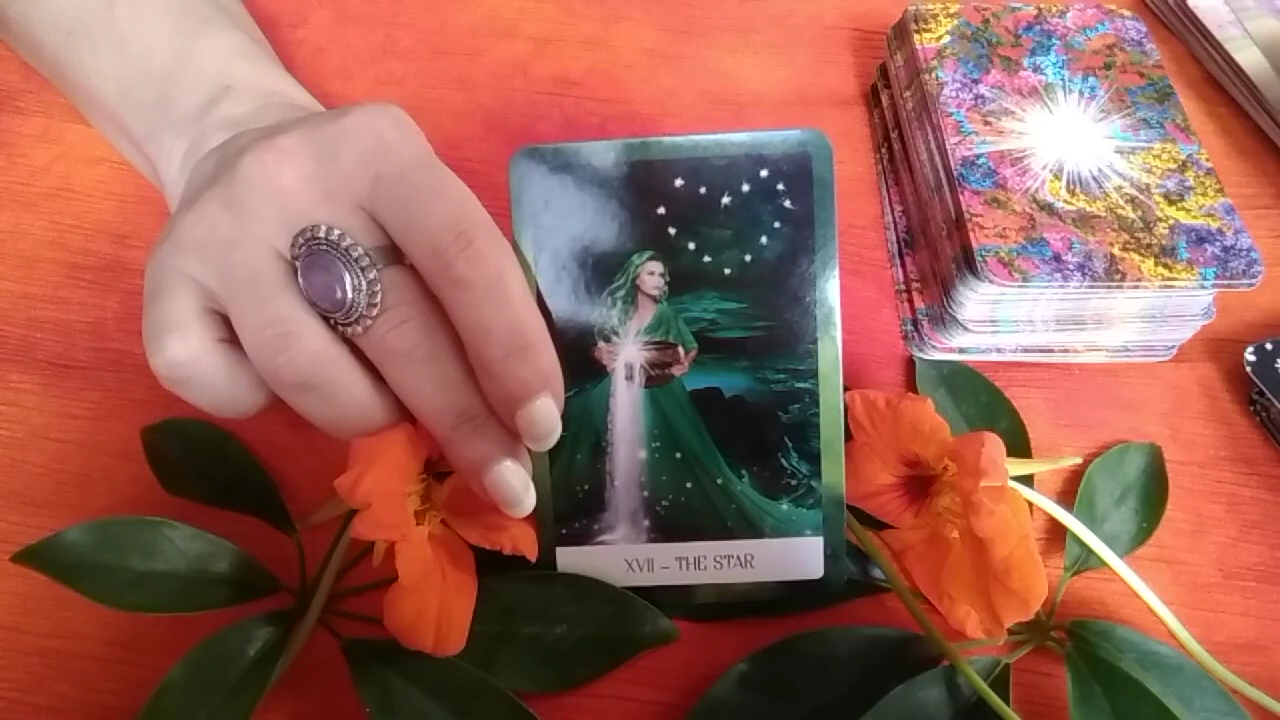 XVII – THE STAR